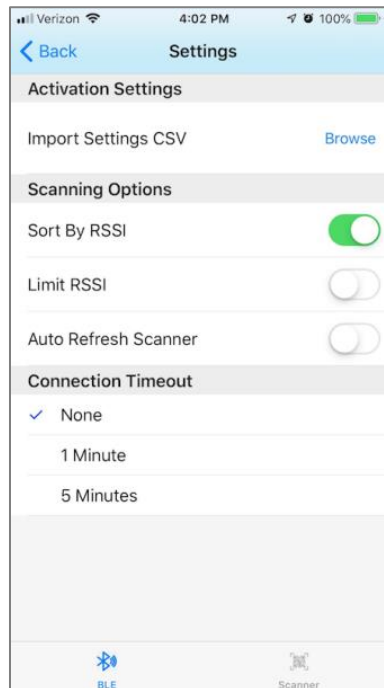 Verizon 4:02 PM 100%
Back Settings
Activation Settings
Import Settings CSV Browse
Scanning Options
Sort By RSSI
Limit RSSI
Auto Refresh Scanner
Connection Timeout
None
1 Minute
5 Minutes
BLE Scanner